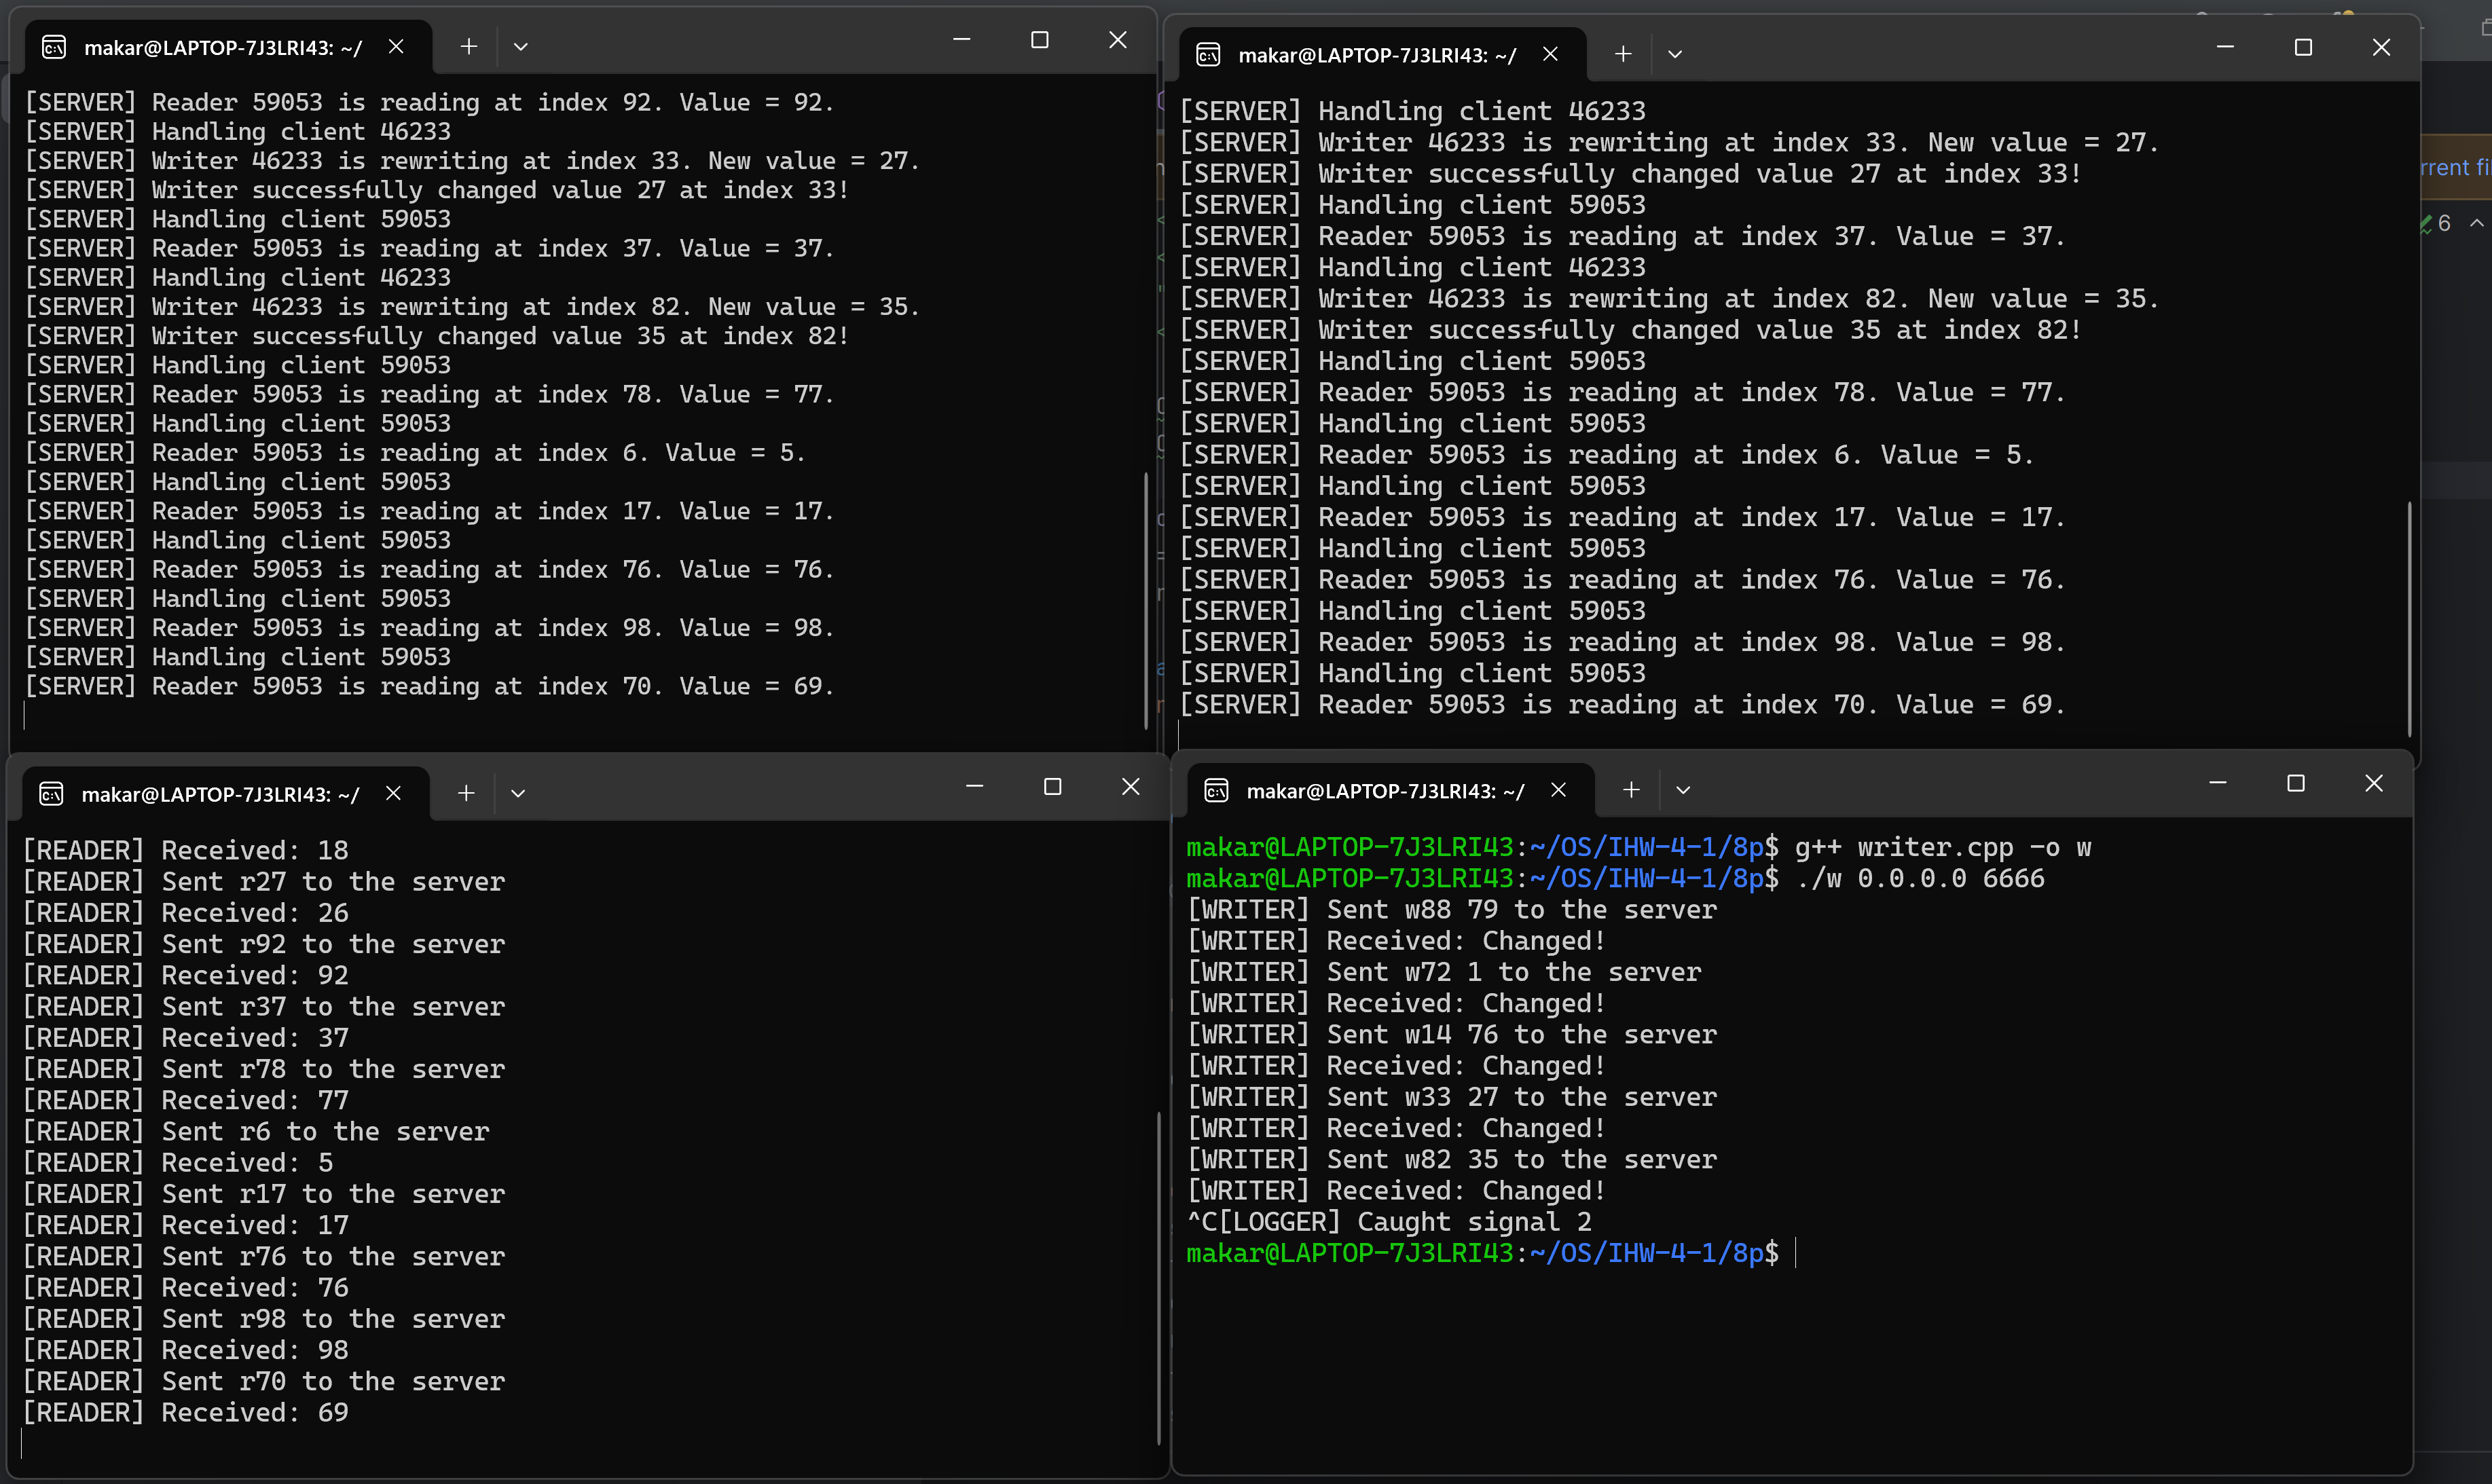 makar@LAPTOP-7J3LRI43: ~/
[SERVER] Reader 59053 is reading at index 92. Value = 92.
[SERVER] Handling client 46233
[SERVER] Writer 46233 is rewriting at index 33. New value = 27.
[SERVER] Writer successfully changed value 27 at index 33!
[SERVER] Handling client 59053
[SERVER] Reader 59053 is reading at index 37. Value = 37.
[SERVER] Handling client 46233
[SERVER] Writer 46233 is rewriting at index 82. New value = 35.
[SERVER] Writer successfully changed value 35 at index 82!
[SERVER] Handling client 59053
[SERVER] Reader 59053 is reading at index 78. Value = 77.
[SERVER] Handling client 59053
[SERVER] Reader 59053 is reading at index 6. Value = 5.
[SERVER] Handling client 59053
[SERVER] Reader 59053 is reading at index 17. Value = 17.
[SERVER] Handling client 59053
[SERVER] Reader 59053 is reading at index 76. Value = 76.
[SERVER] Handling client 59053
[SERVER] Reader 59053 is reading at index 98. Value = 98.
[SERVER] Handling client 59053
[SERVER] Reader 59053 is reading at index 70. Value = 69.
makar@LAPTOP-7J3LRI43: ~/
[SERVER] Handling client 46233
[SERVER] Writer 46233 is rewriting at index 33. New value = 27.
[SERVER] Writer successfully changed value 27 at index 33!
[SERVER] Handling client 59053
[SERVER] Reader 59053 is reading at index 37. Value = 37.
[SERVER] Handling client 46233
[SERVER] Writer 46233 is rewriting at index 82. New value = 35.
[SERVER] Writer successfully changed value 35 at index 82!
[SERVER] Handling client 59053
[SERVER] Reader 59053 is reading at index 78. Value = 77.
[SERVER] Handling client 59053
[SERVER] Reader 59053 is reading at index 6. Value = 5.
[SERVER] Handling client 59053
[SERVER] Reader 59053 is reading at index 17. Value = 17.
[SERVER] Handling client 59053
[SERVER] Reader 59053 is reading at index 76. Value = 76.
[SERVER] Handling client 59053
[SERVER] Reader 59053 is reading at index 98. Value = 98.
[SERVER] Handling client 59053
[SERVER] Reader 59053 is reading at index 70. Value = 69.
6
makar@LAPTOP-7J3LRI43: ~/
[READER] Received: 18
[READER] Sent r27 to the server
[READER] Received: 26
[READER] Sent r92 to the server
[READER] Received: 92
[READER] Sent r37 to the server
[READER] Received: 37
[READER] Sent r78 to the server
[READER] Received: 77
[READER] Sent r6 to the server
[READER] Received: 5
[READER] Sent r17 to the server
[READER] Received: 17
[READER] Sent r76 to the server
[READER] Received: 76
[READER] Sent r98 to the server
[READER] Received: 98
[READER] Sent r70 to the server
[READER] Received: 69
makar@LAPTOP-7J3LRI43: ~/
makar@LAPTOP-7J3LRI43:~/OS/IHW-4-1/8p$ g++ writer.cpp -o w
makar@LAPTOP-7J3LRI43:~/OS/IHW-4-1/8p$ ./w 0.0.0.0 6666
[WRITER] Sent w88 79 to the server
[WRITER] Received: Changed!
[WRITER] Sent w72 1 to the server
[WRITER] Received: Changed!
[WRITER] Sent w14 76 to the server
[WRITER] Received: Changed!
[WRITER] Sent w33 27 to the server
[WRITER] Received: Changed!
[WRITER] Sent w82 35 to the server
[WRITER] Received: Changed!
^C[LOGGER] Caught signal 2
makar@LAPTOP-7J3LRI43:~/OS/IHW-4-1/8p$